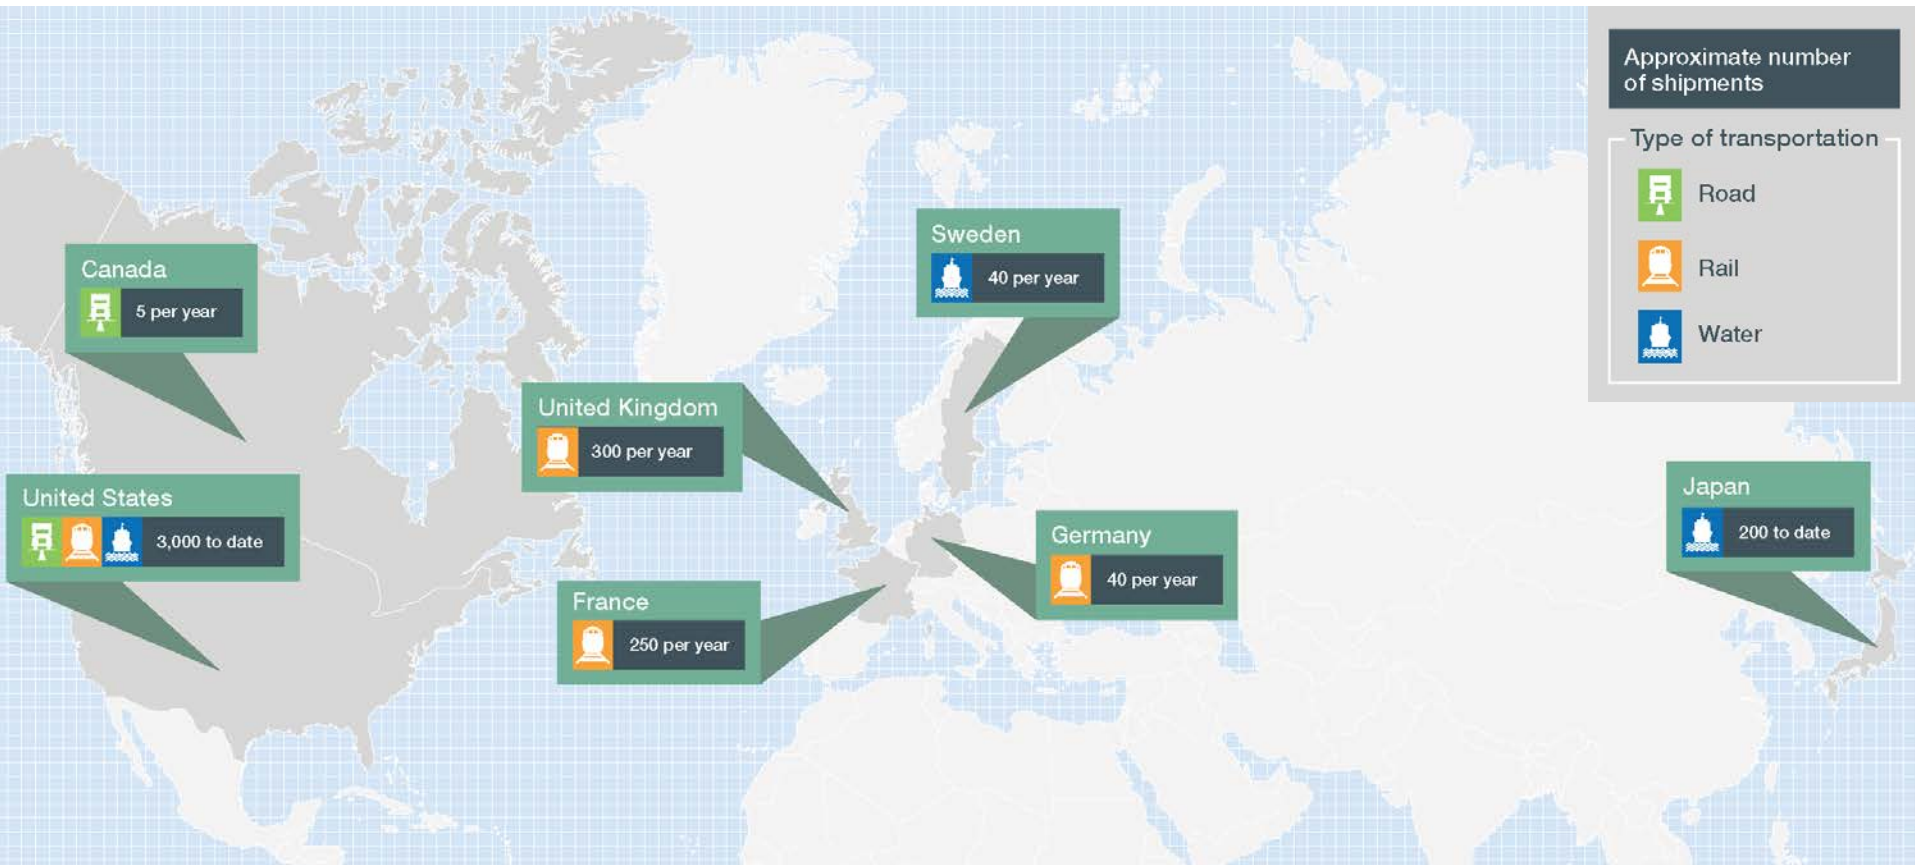 Approximate number
of shipments
Type of transportation
Road
Rail
Water
Canada
5 per year
United States
3,000 to date
United Kingdom
300 per year
France
250 per year
Sweden
40 per year
Germany
40 per year
Japan
200 to date